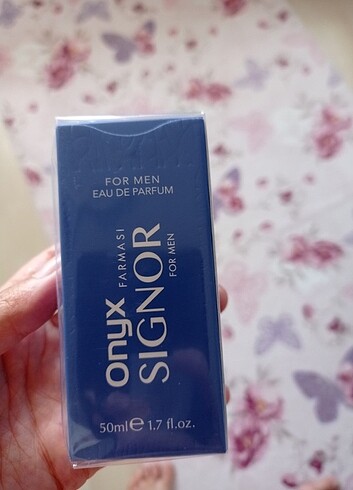 FOR MEN
EAU DE PARFUM
onyx
FARMASI
SIGNOR
FOR MEN
50ml e 1.7 fl.oz.